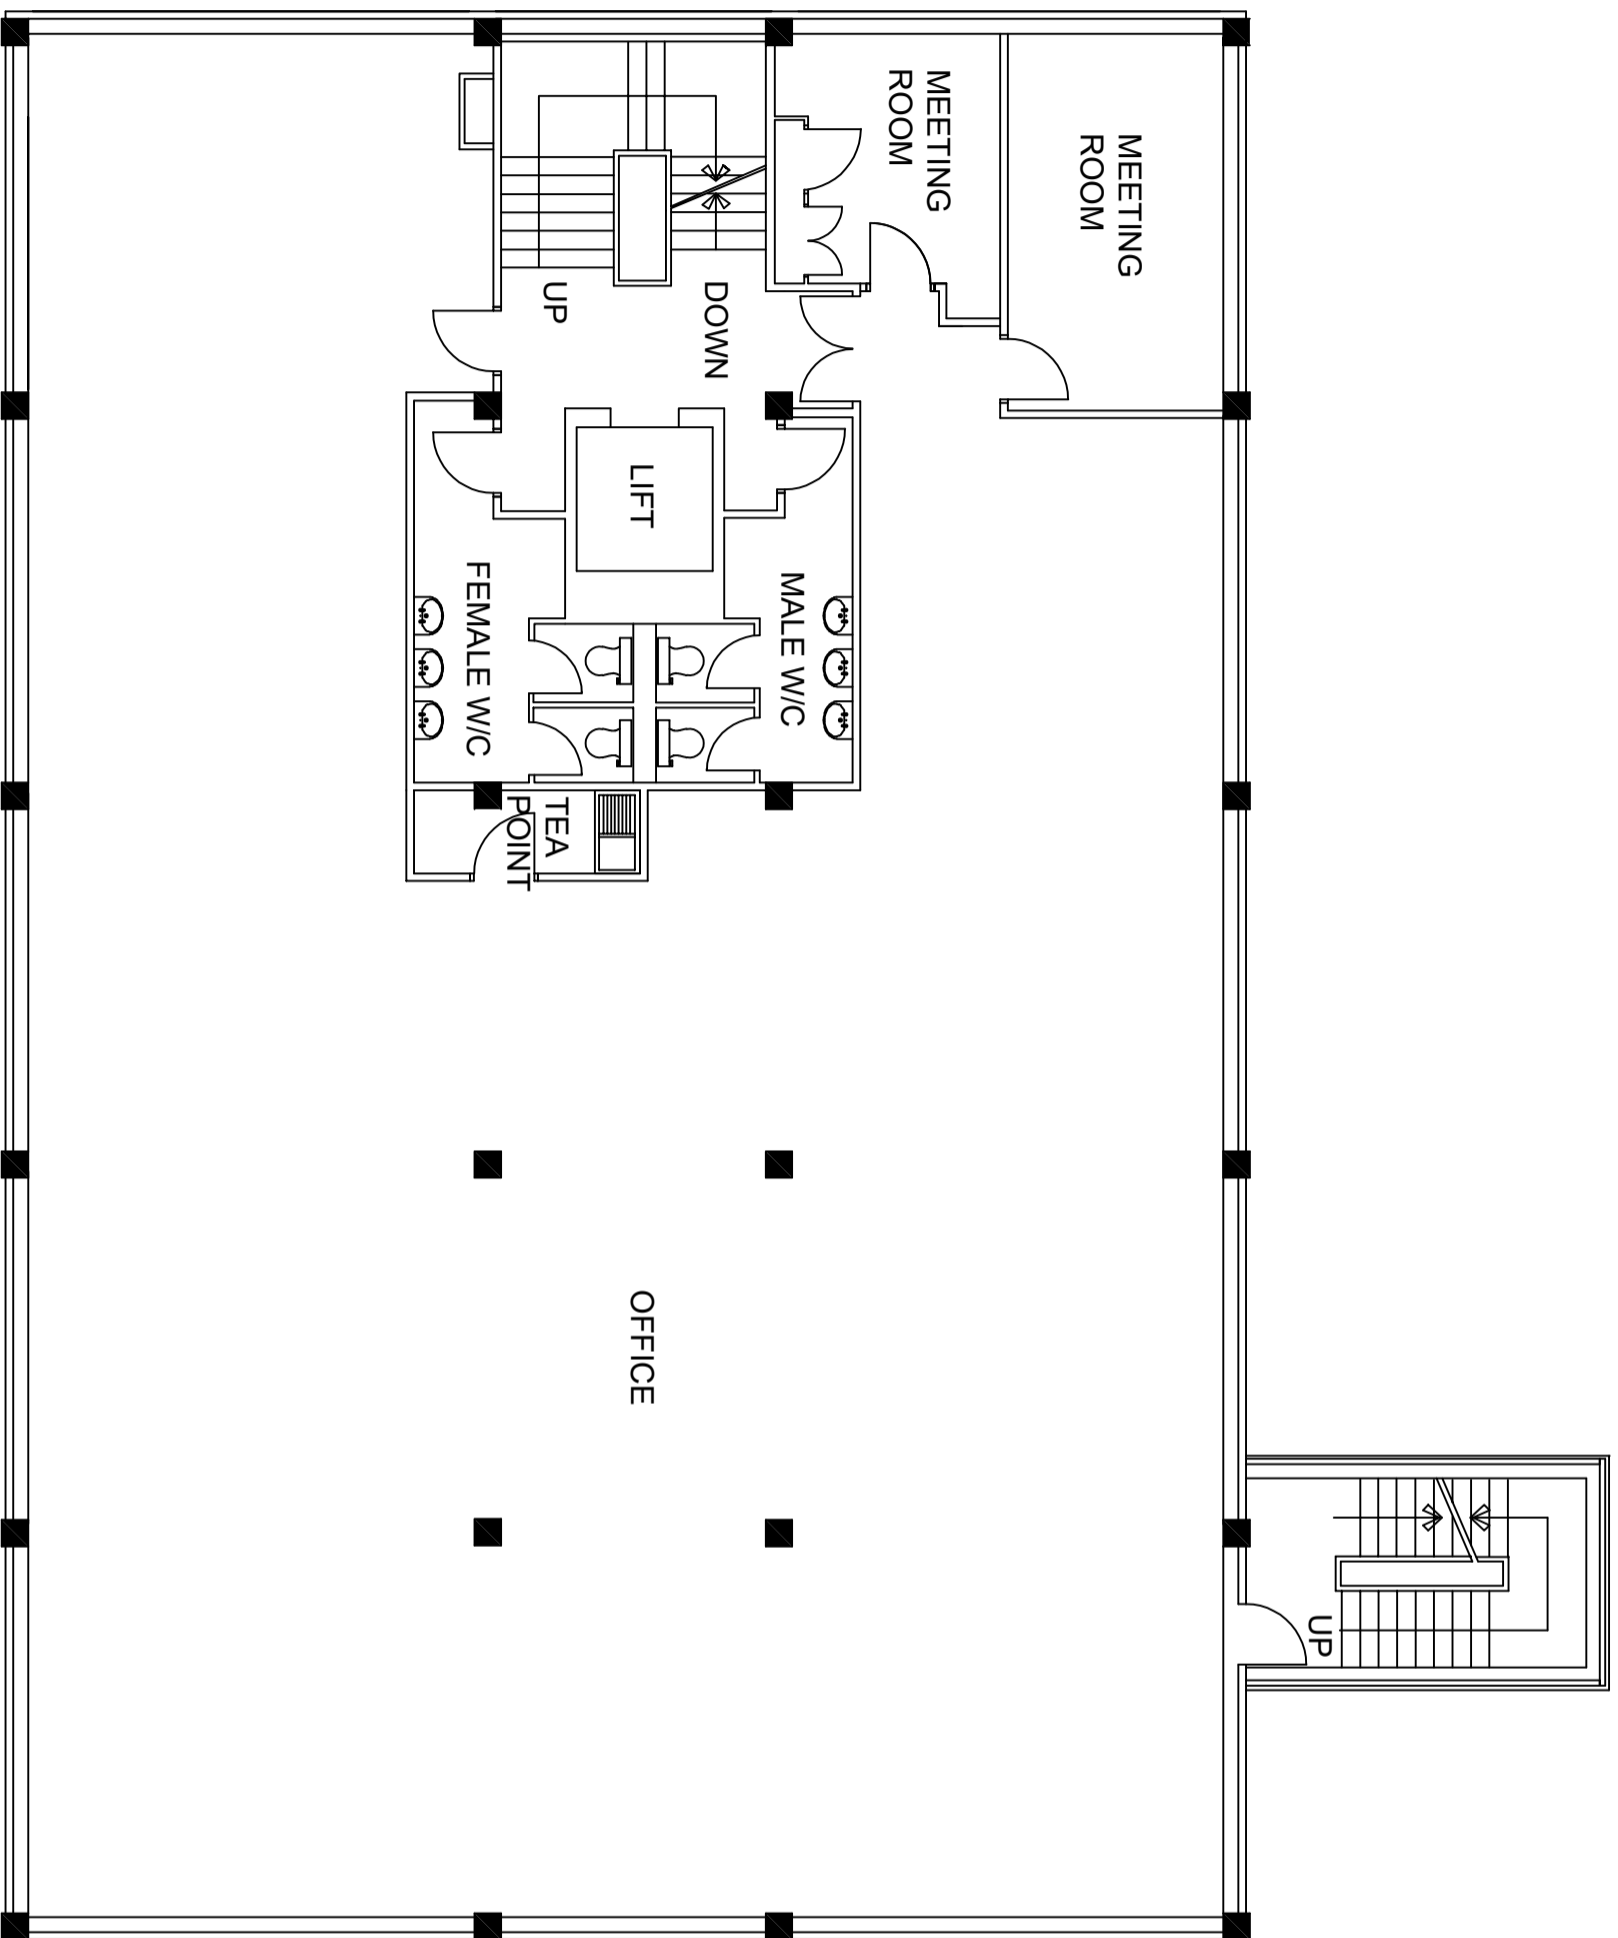 MEETING
ROOM
MEETING
ROOM
UP
DOWN
LIFT
FEMALE W/C
MALE W/C
TEA
POINT
OFFICE
UP